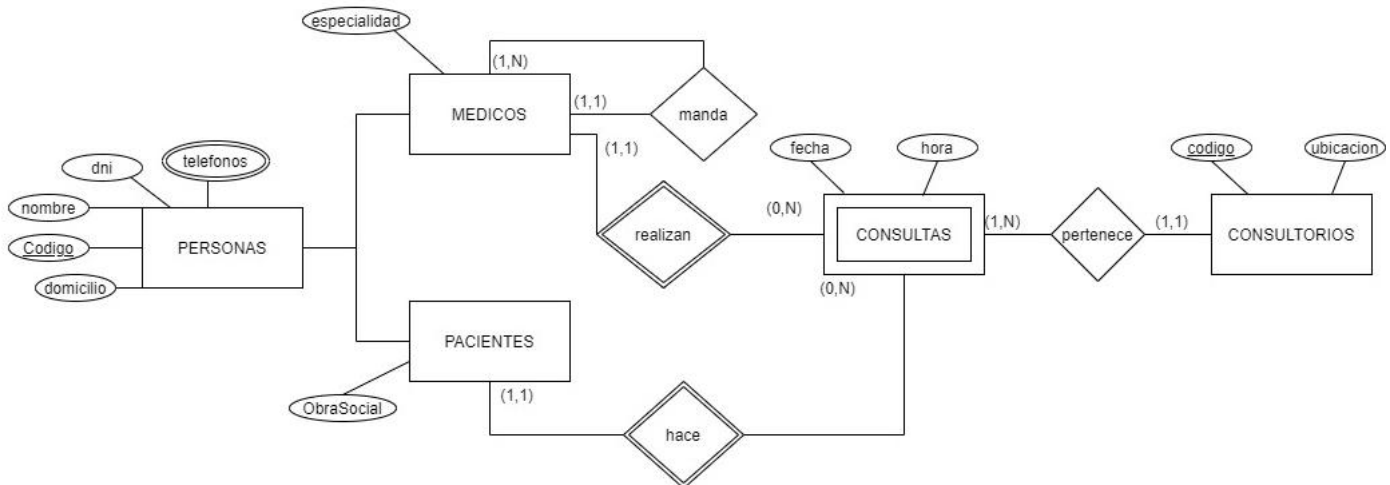 especialidad
(1,N)
MEDICOS
(1,1)
manda
(1,1)
fecha
hora
codigo
ubicacion
telefonos
dni
nombre
Codigo
PERSONAS
domicilio
realizan
(0,N)
CONSULTAS
(1,N)
pertenece
(1,1)
CONSULTORIOS
(0,N)
PACIENTES
(1,1)
ObraSocial
hace